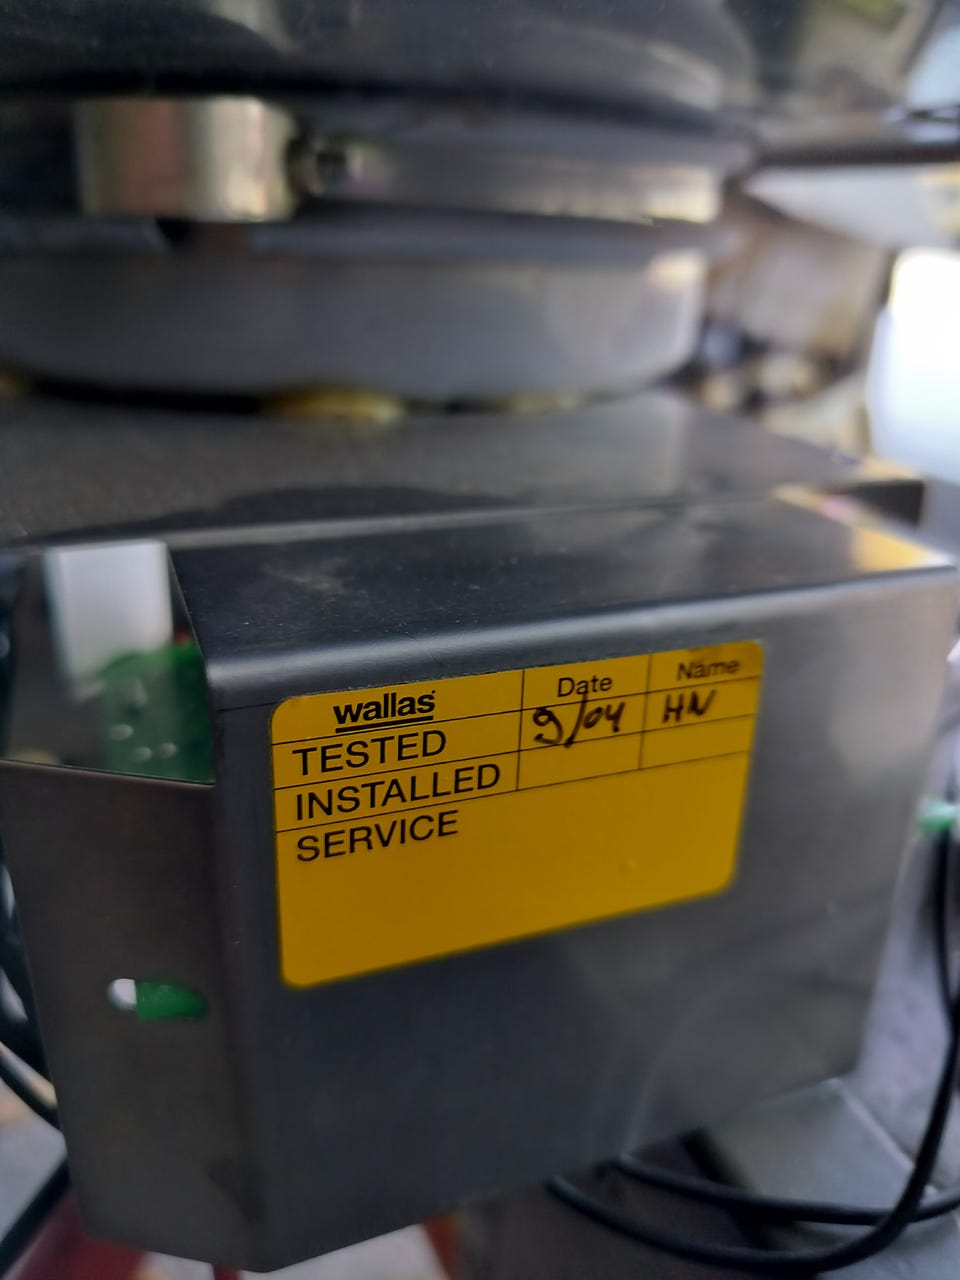 wallas Date Name
TESTED 9/04 HN
INSTALLED
SERVICE